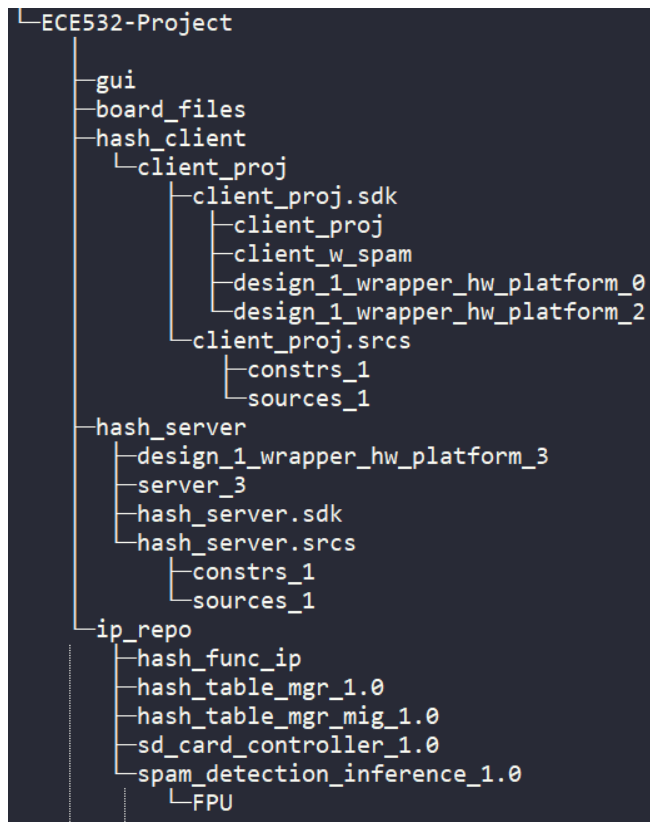 ECE532-Project
gui
board_files
hash_client
client_proj
client_proj.sdk
client_proj
client_w_spam
design_1_wrapper_hw_platform_0
design_1_wrapper_hw_platform_2
client_proj.srcs
constrs_1
sources_1
hash_server
design_1_wrapper_hw_platform_3
server_3
hash_server.sdk
hash_server.srcs
constrs_1
sources_1
ip_repo
hash_func_ip
hash_table_mgr_1.0
hash_table_mgr_mig_1.0
sd_card_controller_1.0
spam_detection_inference_1.0
FPU